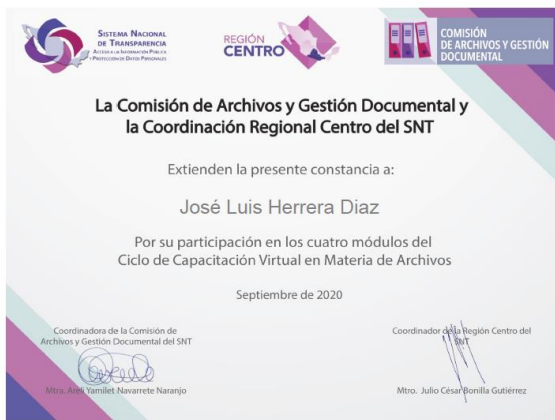 SISTEMA NACIONAL
DE TRANSPARENCIA
ACCESO A LA INFORMACIÓN PÚBLICA
Y PROTECCIÓN DE DATOS PERSONALES
REGIÓN
CENTRO
COMISIÓN
DE ARCHIVOS Y GESTIÓN
DOCUMENTAL
La Comisión de Archivos y Gestión Documental y
la Coordinación Regional Centro del SNT
Extienden la presente constancia a:
José Luis Herrera Diaz
Por su participación en los cuatro módulos del
Ciclo de Capacitación Virtual en Materia de Archivos
Septiembre de 2020
Coordinadora de la Comisión de
Archivos y Gestión Documental del SNT
Mtra. Areli Yamilet Navarrete Naranjo
Coordinador de la Región Centro del
SNT
Mtro. Julio César Bonilla Gutiérrez